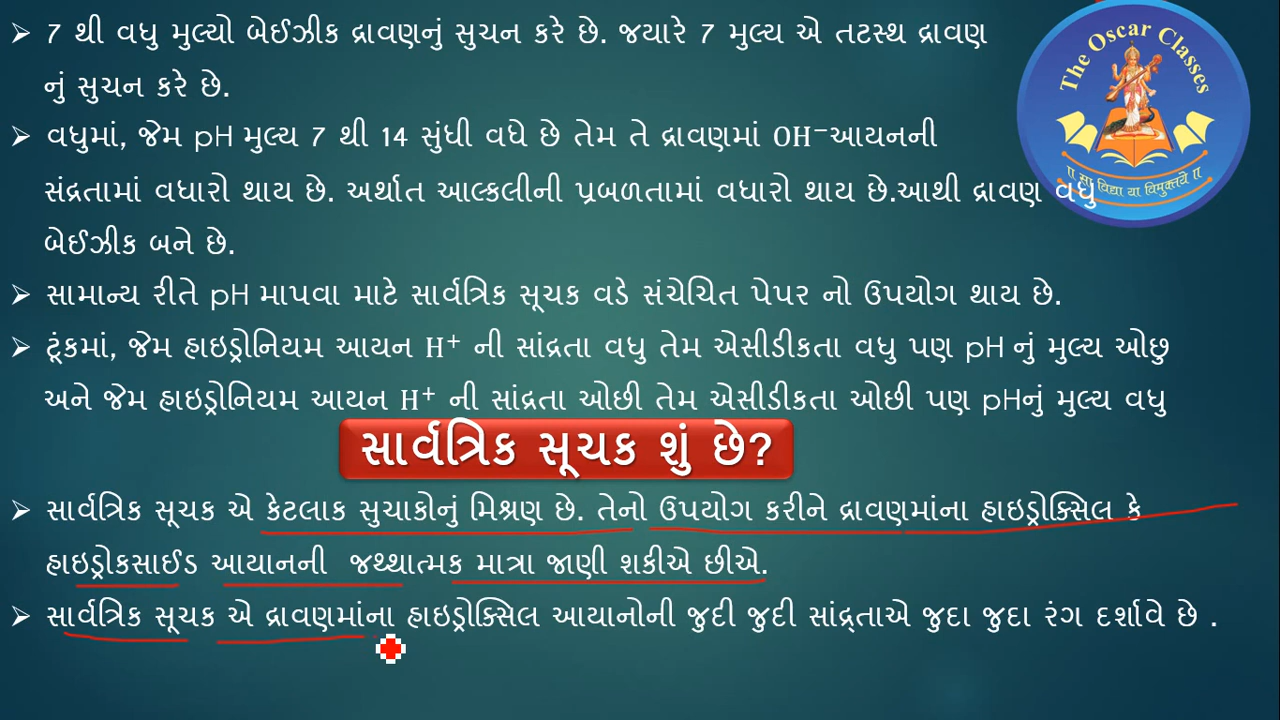 7 થી વધુ મુલ્યો બેઈઝીક દ્રાવણનું સુચન કરે છે. જયારે 7 મુલ્ય એ તટસ્થ દ્રાવણ
નું સુચન કરે છે.
વધુમાં, જેમ pH મુલ્ય 7 થી 14 સુંધી વધે છે તેમ તે દ્રાવણમાં OH⁻આયનની
સંદ્રતામાં વધારો થાય છે. અર્થાત આલ્કલીની પ્રબળતામાં વધારો થાય છે.આથી દ્રાવણ વધુ
બેઈઝીક બને છે.
સામાન્ય રીતે pH માપવા માટે સાર્વત્રિક સૂચક વડે સંચેચિત પેપર નો ઉપયોગ થાય છે.
ટૂંકમાં, જેમ હાઇડ્રોનિયમ આયન H⁺ ની સાંદ્રતા વધુ તેમ એસીડીકતા વધુ પણ pH નું મુલ્ય ઓછુ
અને જેમ હાઇડ્રોનિયમ આયન H⁺ ની સાંદ્રતા ઓછી તેમ એસીડીકતા ઓછી પણ pHનું મુલ્ય વધુ
સાર્વત્રિક સૂચક શું છે?
સાર્વત્રિક સૂચક એ કેટલાક સુચાકોનું મિશ્રણ છે. તેનો ઉપયોગ કરીને દ્રાવણમાંના હાઇડ્રોક્સિલ કે
હાઇડ્રોકસાઈડ આયાનની જથ્થાત્મક માત્રા જાણી શકીએ છીએ.
સાર્વત્રિક સૂચક એ દ્રાવણમાંના હાઇડ્રોક્સિલ આયાનોની જુદી જુદી સાંદ્ર્તાએ જુદા જુદા રંગ દર્શાવે છે .
The Oscar Classes
॥ सा विद्या या विमुक्तये ॥